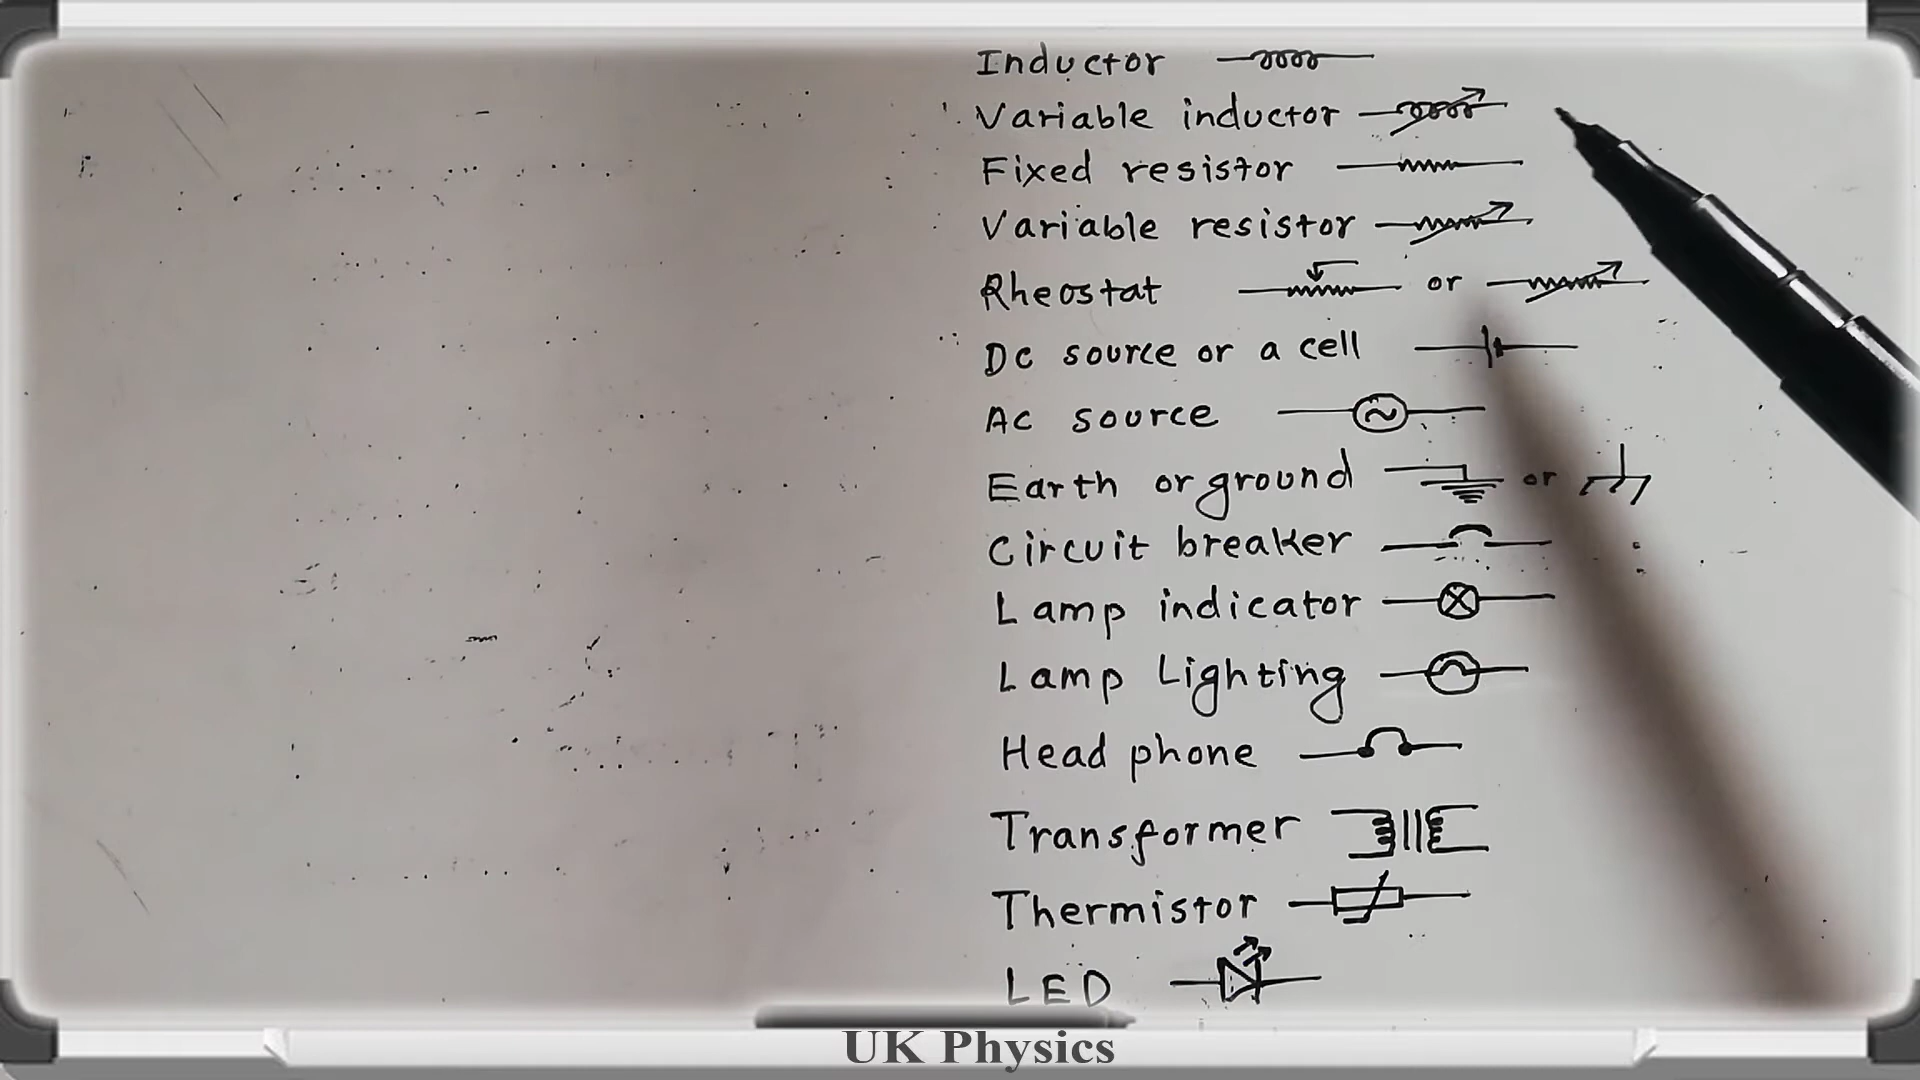 Inductor
Variable inductor
Fixed resistor
Variable resistor
Rheostat or
DC source or a cell
AC source
Earth or ground or
Circuit breaker
Lamp indicator
Lamp Lighting
Head phone
Transformer
Thermistor
LED
UK Physics